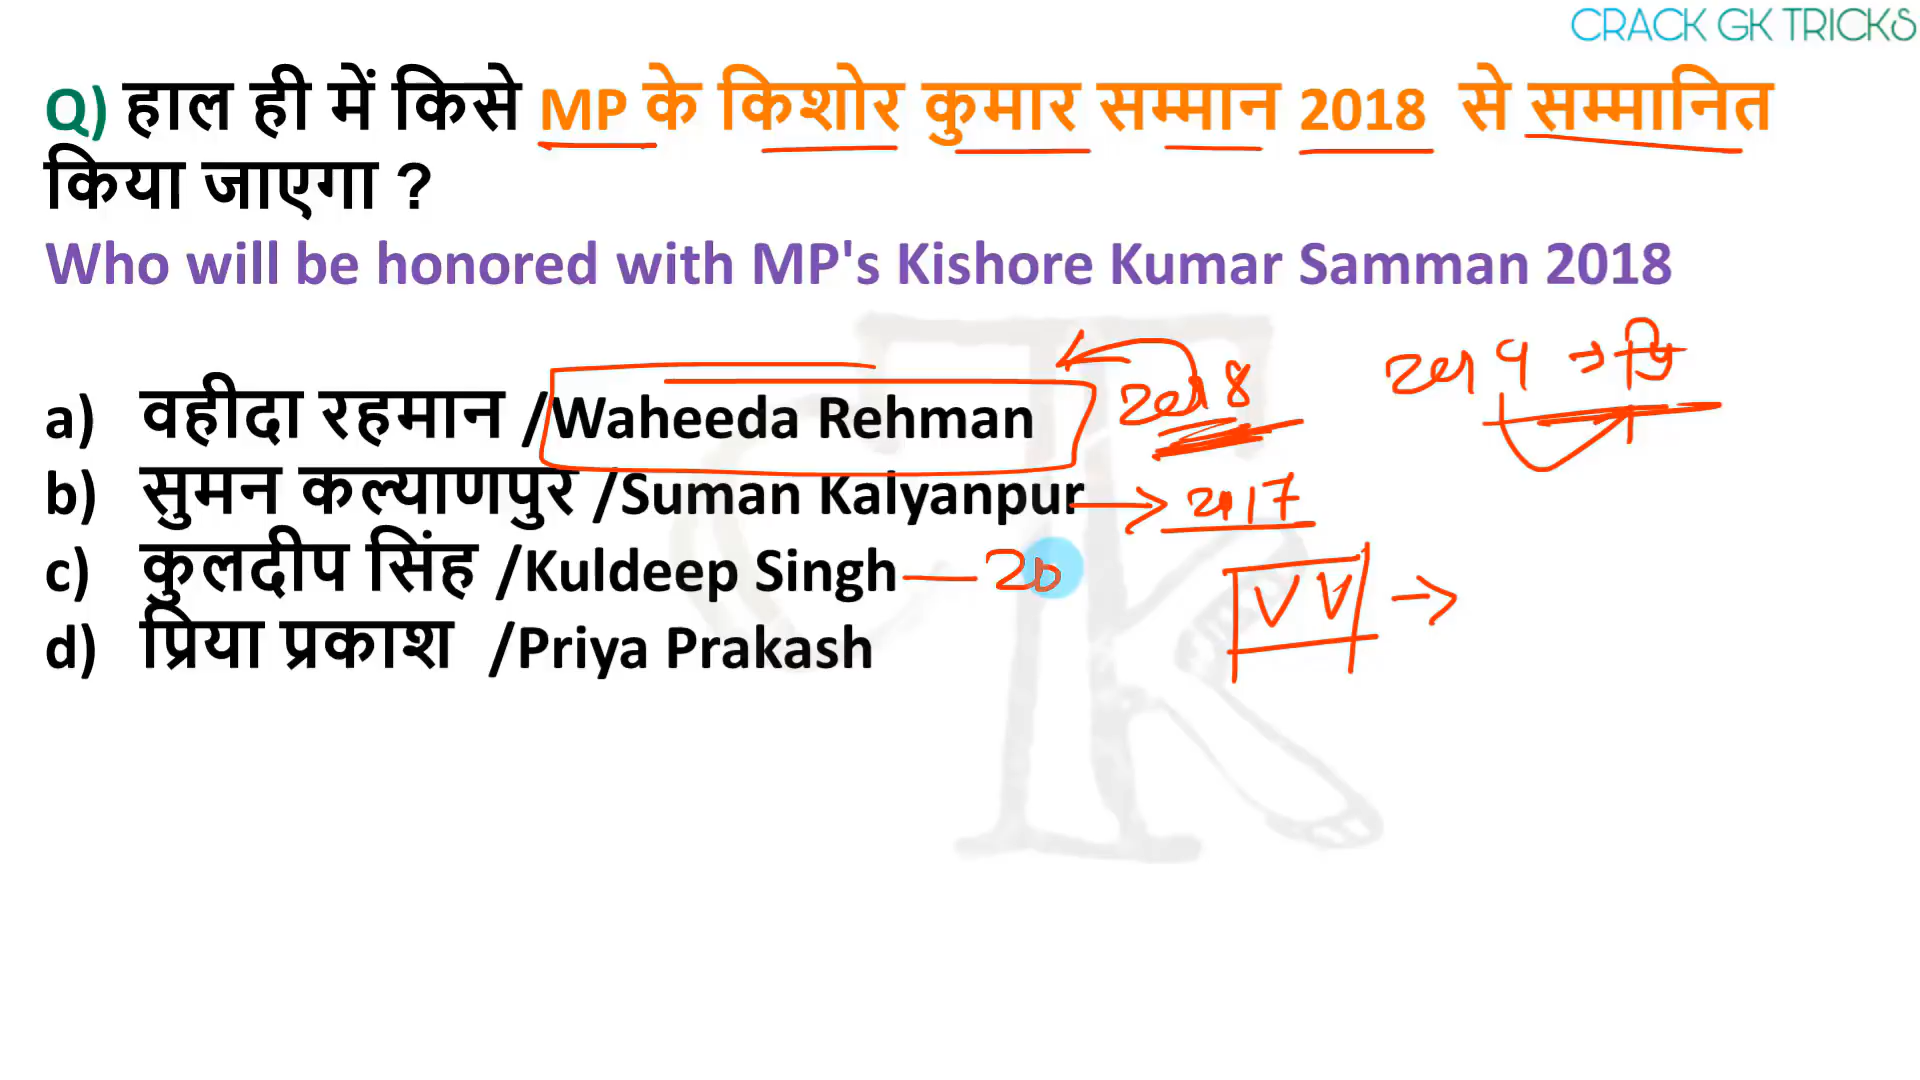 CRACK GK TRICKS
Q) हाल ही में किसे MP के किशोर कुमार सम्मान 2018 से सम्मानित
किया जाएगा ?
Who will be honored with MP's Kishore Kumar Samman 2018
a) वहीदा रहमान /Waheeda Rehman 2018
b) सुमन कल्याणपुर /Suman Kalyanpur → 2017
c) कुलदीप सिंह /Kuldeep Singh — 20
d) प्रिया प्रकाश /Priya Prakash